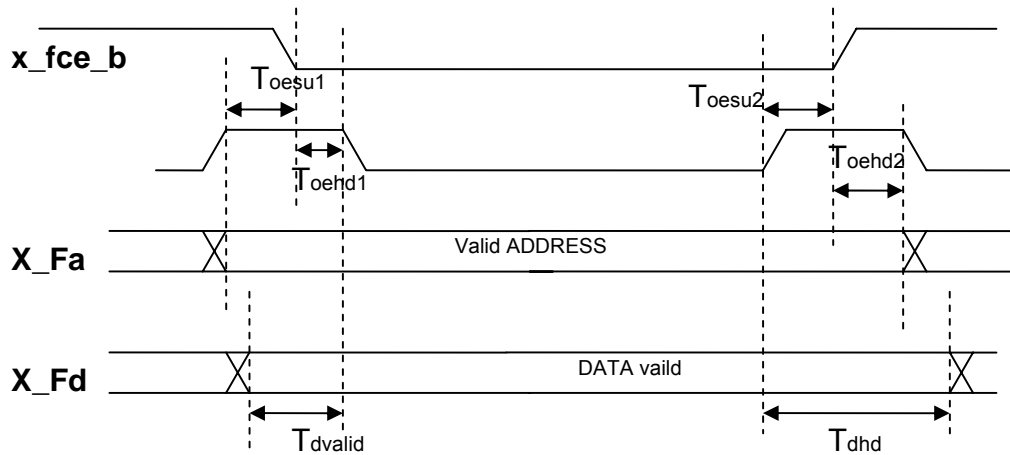 x_fce_b
Toesu1
Toesu2
Toehd1
Toehd2
X_Fa
Valid ADDRESS
X_Fd
DATA vaild
Tdvalid
Tdhd